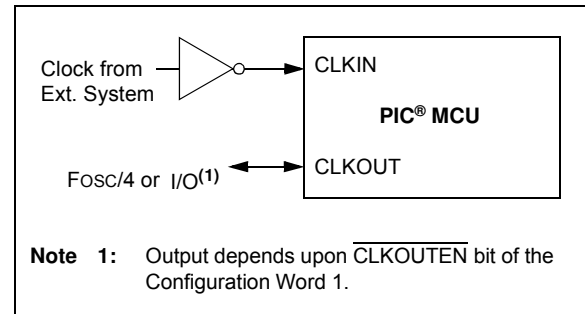 Clock from
Ext. System
CLKIN
PIC® MCU
FOSC/4 or I/O(1)
CLKOUT
Note 1: Output depends upon CLKOUTEN bit of the
Configuration Word 1.